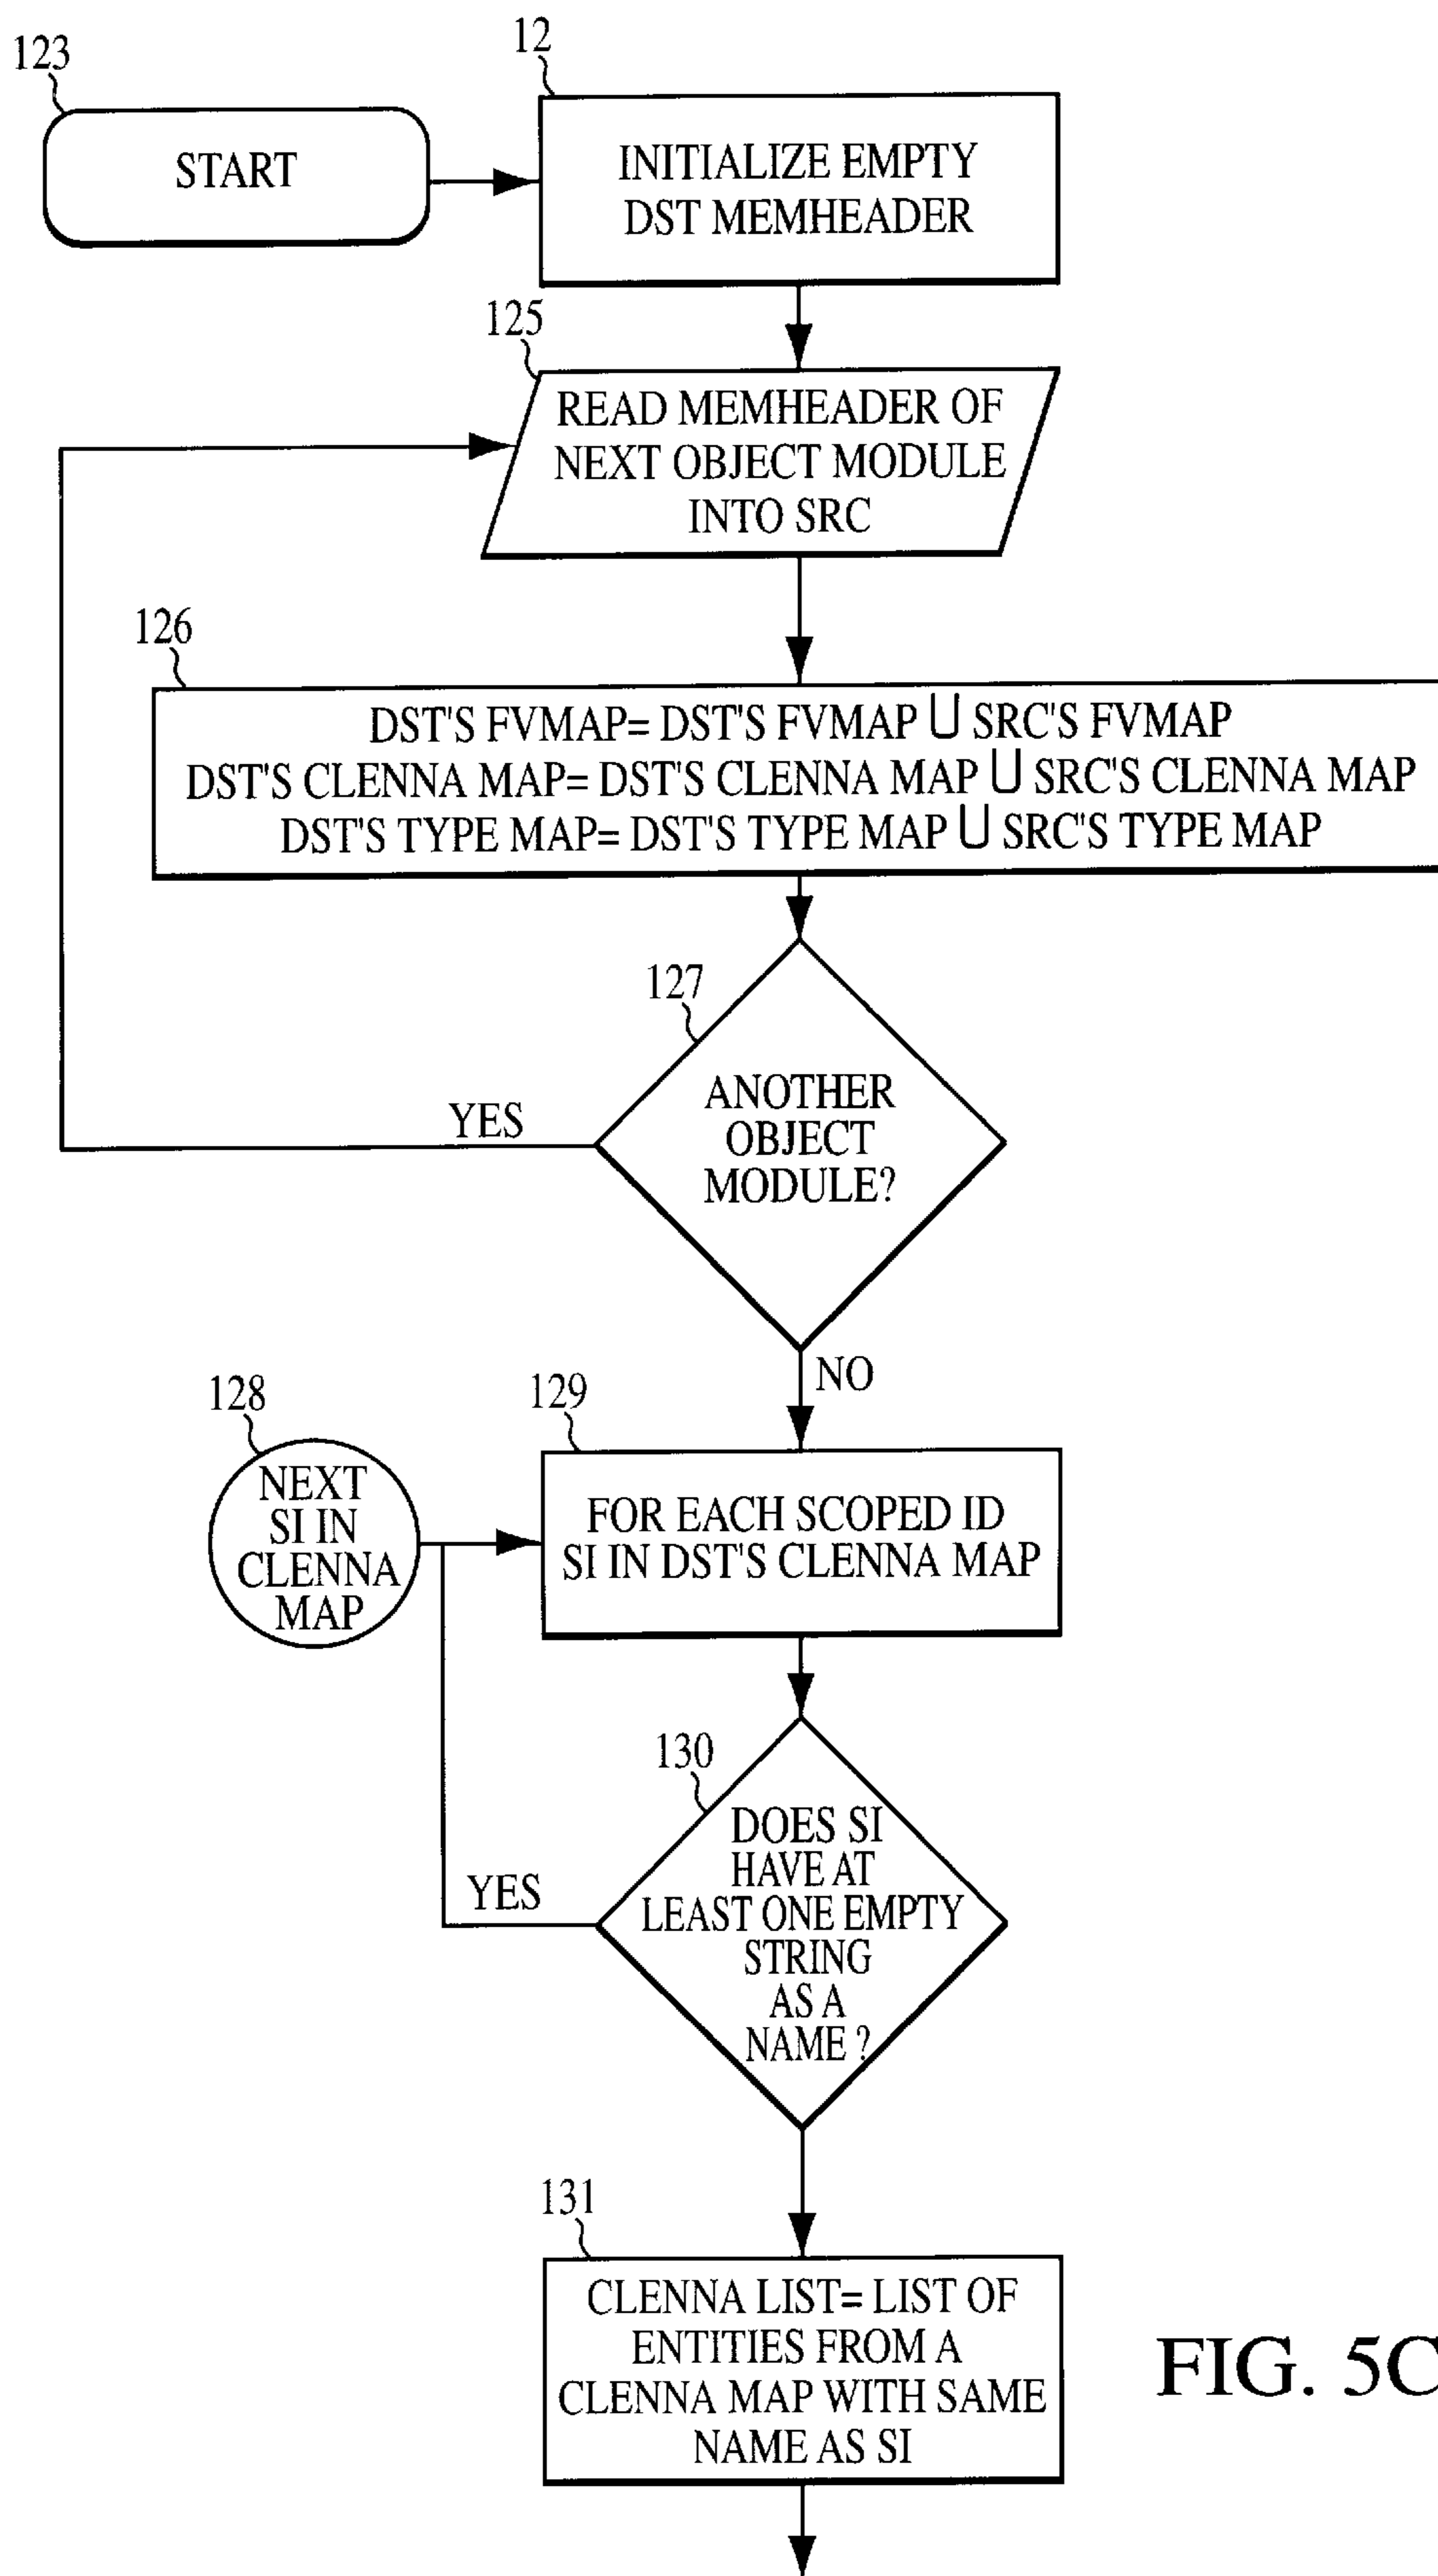 123
START
12
INITIALIZE EMPTY
DST MEMHEADER
125
READ MEMHEADER OF
NEXT OBJECT MODULE
INTO SRC
126
DST'S FVMAP= DST'S FVMAP ∪ SRC'S FVMAP
DST'S CLENNA MAP= DST'S CLENNA MAP ∪ SRC'S CLENNA MAP
DST'S TYPE MAP= DST'S TYPE MAP ∪ SRC'S TYPE MAP
127
ANOTHER
OBJECT
MODULE?
YES
NO
128
NEXT
SI IN
CLENNA
MAP
129
FOR EACH SCOPED ID
SI IN DST'S CLENNA MAP
130
DOES SI
HAVE AT
LEAST ONE EMPTY
STRING
AS A
NAME ?
YES
131
CLENNA LIST= LIST OF
ENTITIES FROM A
CLENNA MAP WITH SAME
NAME AS SI
FIG. 5C